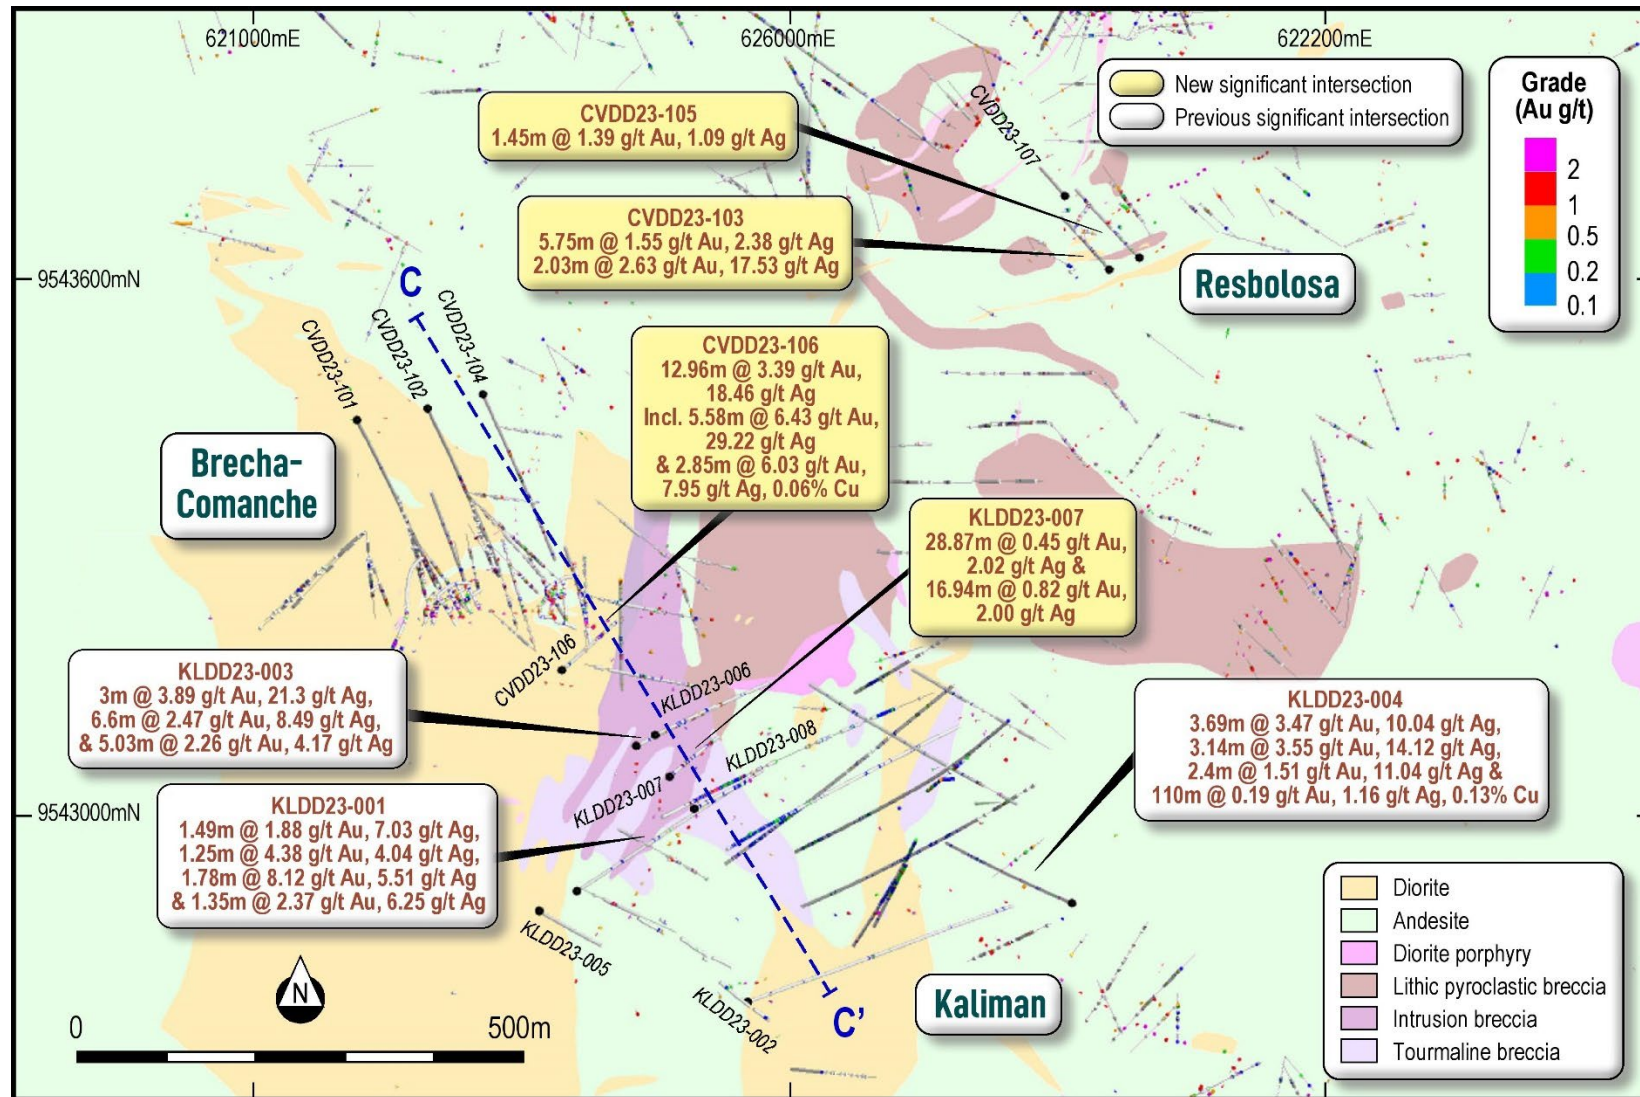 621000mE
626000mE
622200mE
9543600mN
9543000mN
New significant intersection
Previous significant intersection
Grade
(Au g/t)
2
1
0.5
0.2
0.1
CVDD23-105
1.45m @ 1.39 g/t Au, 1.09 g/t Ag
CVDD23-107
CVDD23-103
5.75m @ 1.55 g/t Au, 2.38 g/t Ag
2.03m @ 2.63 g/t Au, 17.53 g/t Ag
Resbolosa
C
CVDD23-101
CVDD23-102
CVDD23-104
CVDD23-106
12.96m @ 3.39 g/t Au,
18.46 g/t Ag
Incl. 5.58m @ 6.43 g/t Au,
29.22 g/t Ag
& 2.85m @ 6.03 g/t Au,
7.95 g/t Ag, 0.06% Cu
Brecha-
Comanche
KLDD23-007
28.87m @ 0.45 g/t Au,
2.02 g/t Ag &
16.94m @ 0.82 g/t Au,
2.00 g/t Ag
CVDD23-106
KLDD23-003
3m @ 3.89 g/t Au, 21.3 g/t Ag,
6.6m @ 2.47 g/t Au, 8.49 g/t Ag,
& 5.03m @ 2.26 g/t Au, 4.17 g/t Ag
KLDD23-006
KLDD23-008
KLDD23-007
KLDD23-004
3.69m @ 3.47 g/t Au, 10.04 g/t Ag,
3.14m @ 3.55 g/t Au, 14.12 g/t Ag,
2.4m @ 1.51 g/t Au, 11.04 g/t Ag &
110m @ 0.19 g/t Au, 1.16 g/t Ag, 0.13% Cu
KLDD23-001
1.49m @ 1.88 g/t Au, 7.03 g/t Ag,
1.25m @ 4.38 g/t Au, 4.04 g/t Ag,
1.78m @ 8.12 g/t Au, 5.51 g/t Ag
& 1.35m @ 2.37 g/t Au, 6.25 g/t Ag
KLDD23-005
KLDD23-002
C'
Kaliman
N
0
500m
Diorite
Andesite
Diorite porphyry
Lithic pyroclastic breccia
Intrusion breccia
Tourmaline breccia